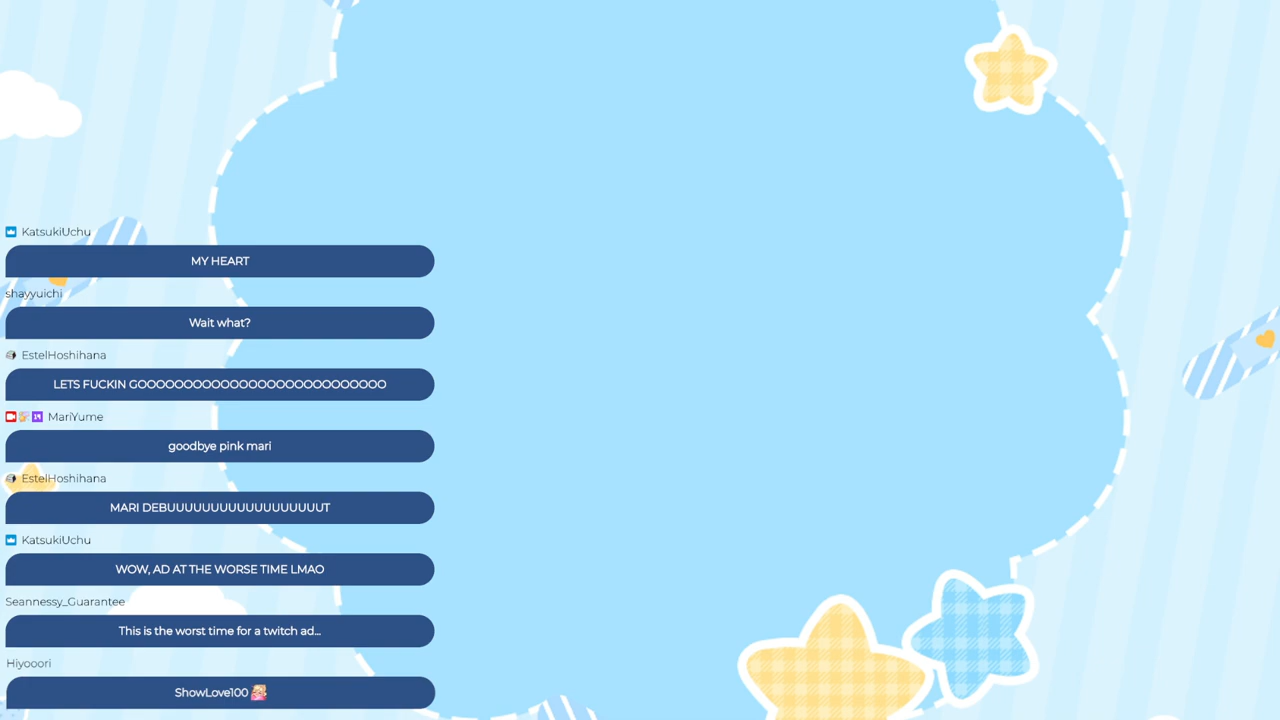 KatsukiUchu
MY HEART
shayyuichi
Wait what?
EstelHoshihana
LETS FUCKIN GOOOOOOOOOOOOOOOOOOOOOOOOOOO
MariYume
goodbye pink mari
EstelHoshihana
MARI DEBUUUUUUUUUUUUUUUUUUT
KatsukiUchu
WOW, AD AT THE WORSE TIME LMAO
Seannessy_Guarantee
This is the worst time for a twitch ad...
Hiyooori
ShowLove100